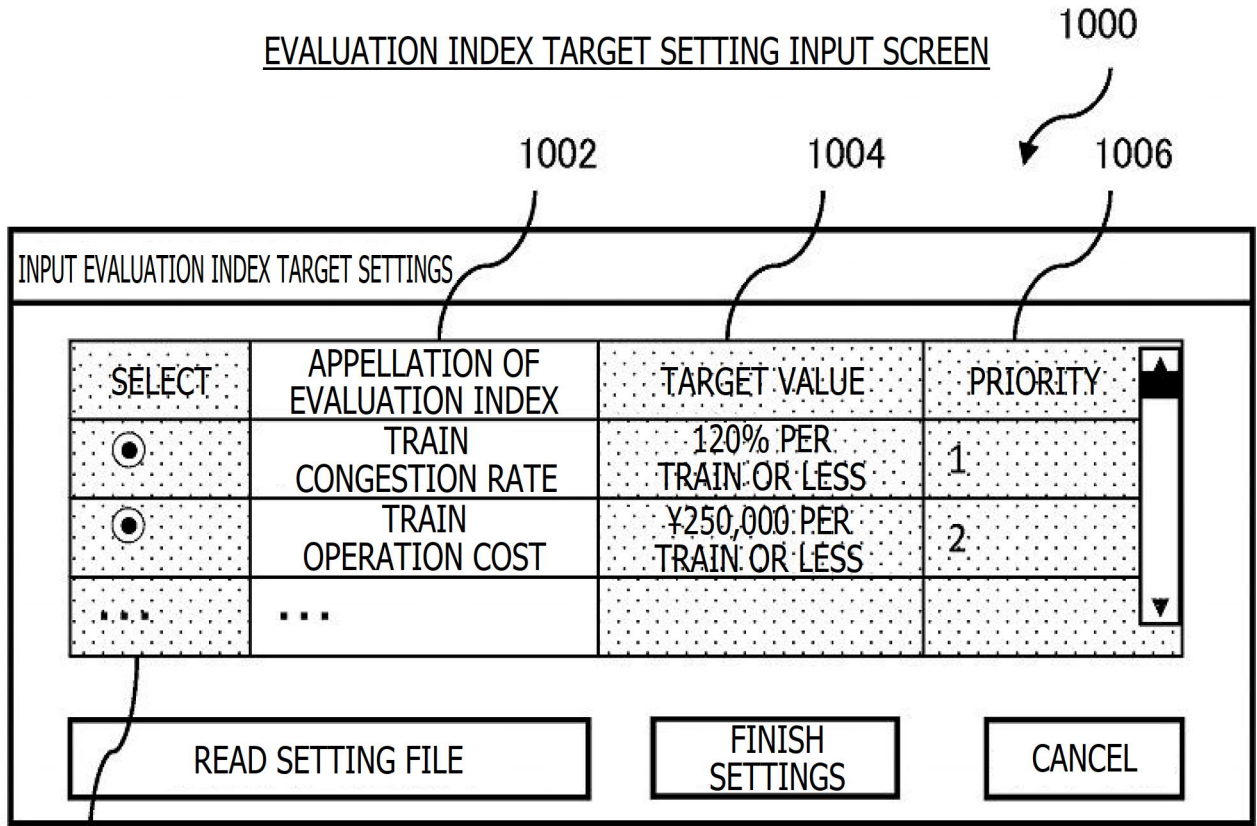 1000
EVALUATION INDEX TARGET SETTING INPUT SCREEN
1002 1004 1006
INPUT EVALUATION INDEX TARGET SETTINGS
SELECT
APPELLATION OF
EVALUATION INDEX
TARGET VALUE
PRIORITY
TRAIN
CONGESTION RATE
120% PER
TRAIN OR LESS
1
TRAIN
OPERATION COST
¥250,000 PER
TRAIN OR LESS
2
... ...
READ SETTING FILE
FINISH
SETTINGS
CANCEL